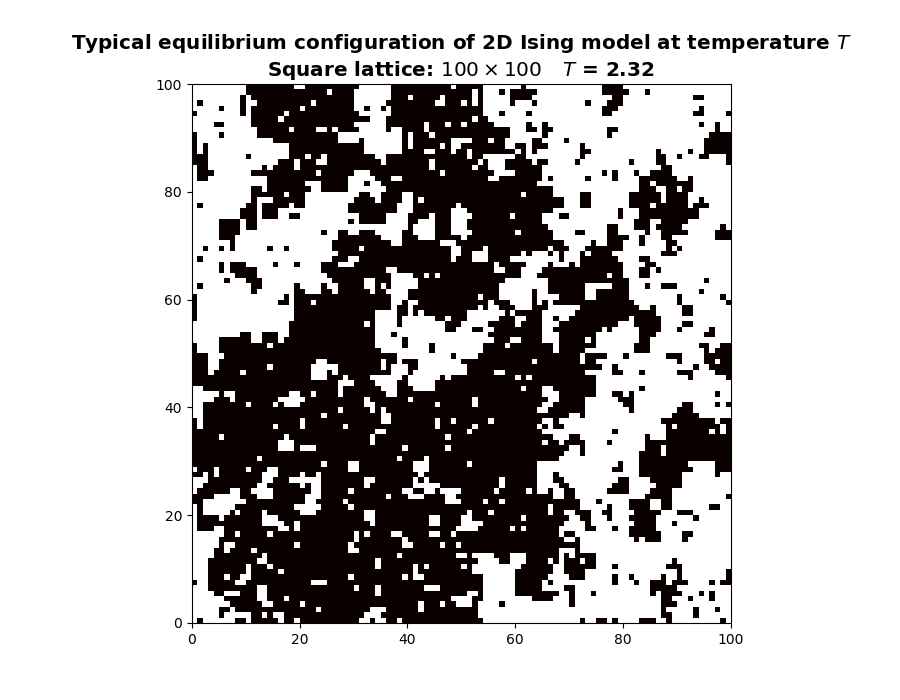 Typical equilibrium configuration of 2D Ising model at temperature T
Square lattice: 100 × 100 T = 2.32
100
80
60
40
20
0
0 20 40 60 80 100